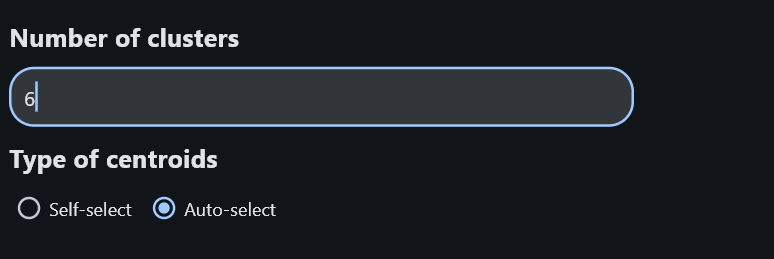 Number of clusters
6
Type of centroids
Self-select Auto-select